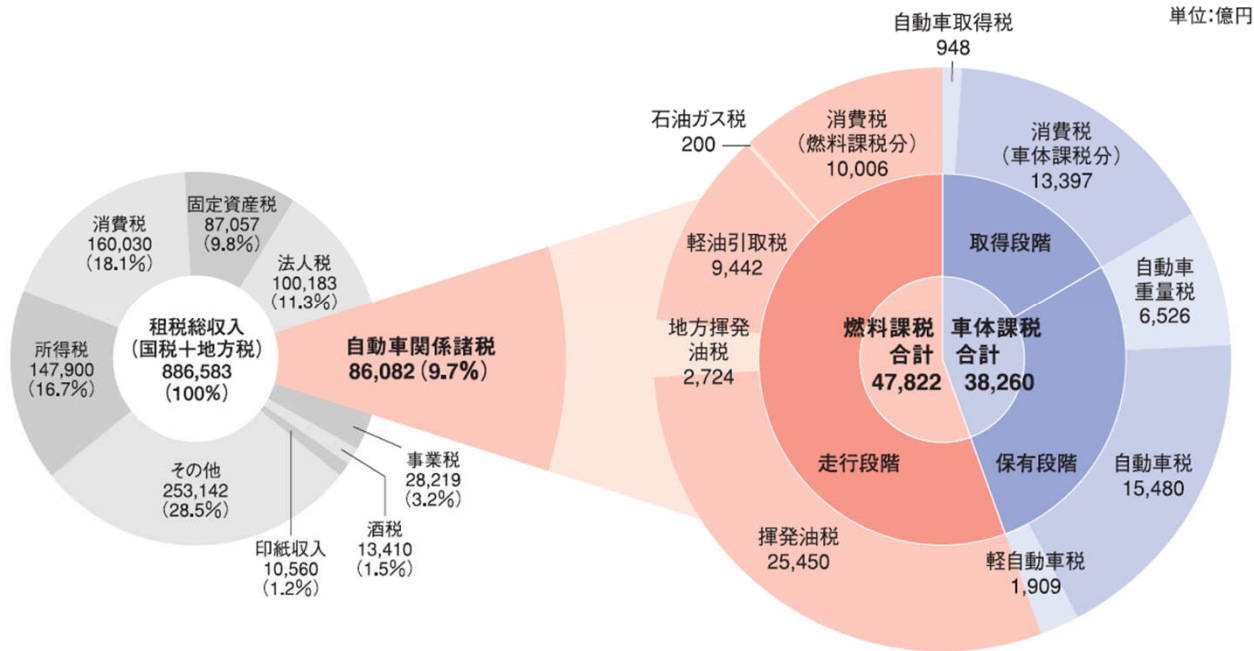 単位：億円
固定資産税
87,057
（9.8%）
法人税
100,183
（11.3%）
消費税
160,030
（18.1%）
所得税
147,900
（16.7%）
その他
253,142
（28.5%）
印紙収入
10,560
（1.2%）
酒税
13,410
（1.5%）
事業税
28,219
（3.2%）
租税総収入
（国税＋地方税）
886,583
（100%）
自動車関係諸税
86,082（9.7%）
自動車取得税
948
消費税
（車体課税分）
13,397
自動車
重量税
6,526
自動車税
15,480
軽自動車税
1,909
揮発油税
25,450
地方揮発
油税
2,724
軽油引取税
9,442
石油ガス税
200
消費税
（燃料課税分）
10,006
取得段階
保有段階
走行段階
燃料課税
合計
47,822
車体課税
合計
38,260